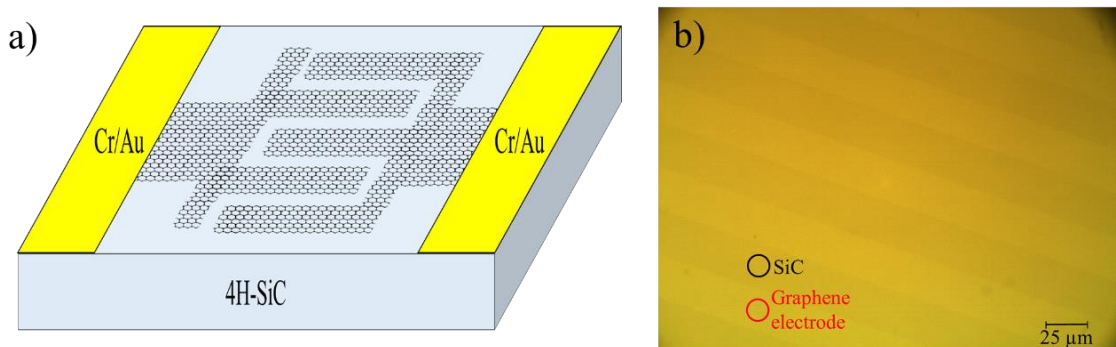 a)
Cr/Au
Cr/Au
4H-SiC
b)
SiC
Graphene
electrode
25 µm